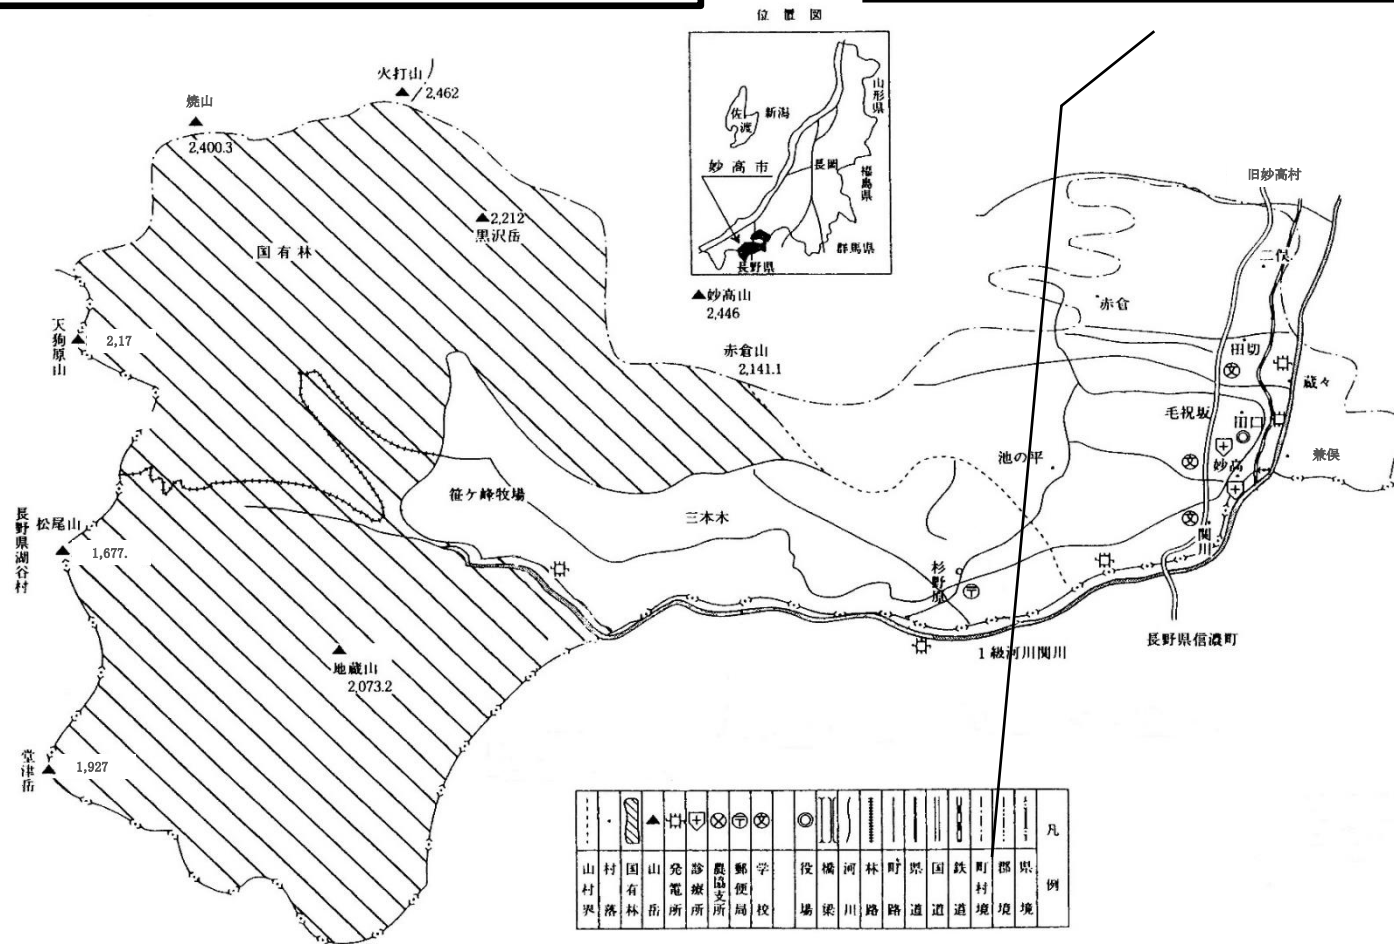 位置図
山形県
佐渡
新潟
妙高市
長岡
福島県
群馬県
長野県
火打山
2,462
焼山
2,400.3
2,212
黒沢岳
国有林
妙高山
2,446
赤倉山
2,141.1
天狗原山
2,17
旧妙高村
二俣
赤倉
田切
蔵々
毛祝坂
田口
兼俣
妙高
池の平
関川
笹ヶ峰牧場
三本木
杉野原
長野県湖谷村
松尾山
1,677.
地蔵山
2,073.2
堂津岳
1,927
1級河川関川
長野県信濃町
凡例
県境
郡境
町村境
鉄道
国道
県道
町路
林路
河川
橋梁
役場
学校
郵便局
農協支所
診療所
発電所
山岳
国有林
村落
山村界